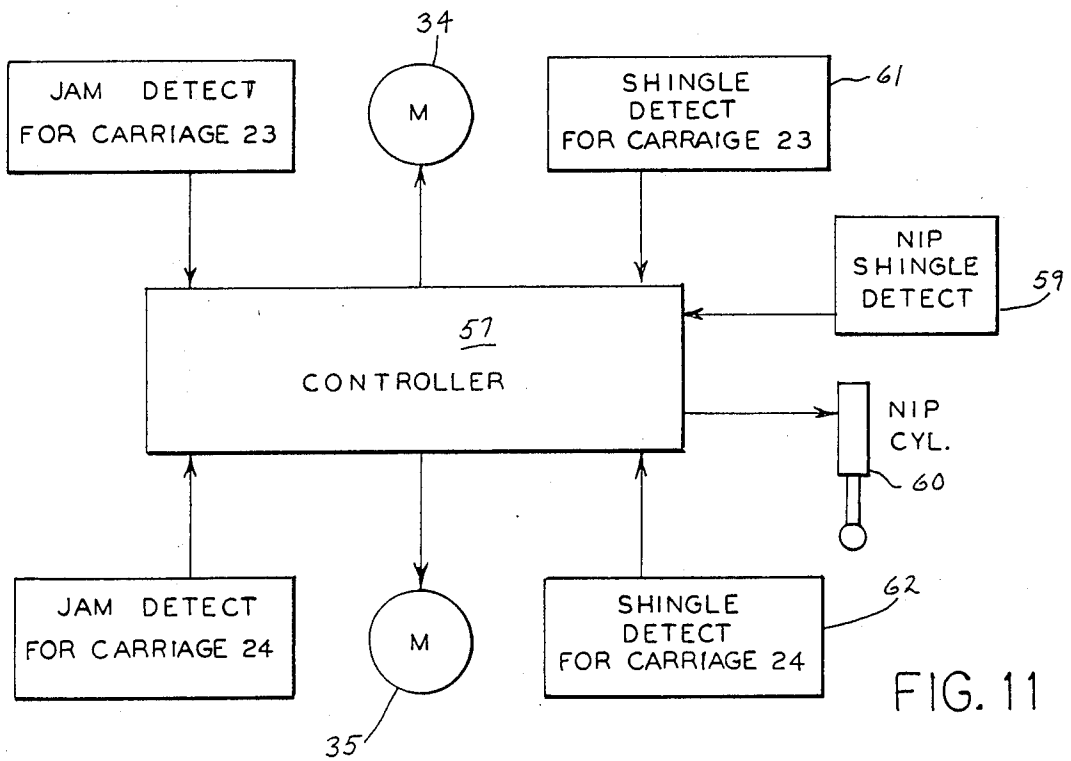 34
JAM DETECT
FOR CARRIAGE 23
M
SHINGLE
DETECT
FOR CARRAIGE 23
61
NIP
SHINGLE
DETECT
59
57
CONTROLLER
NIP
CYL.
60
JAM DETECT
FOR CARRIAGE 24
M
35
SHINGLE
DETECT
FOR CARRIAGE 24
62
FIG. 11